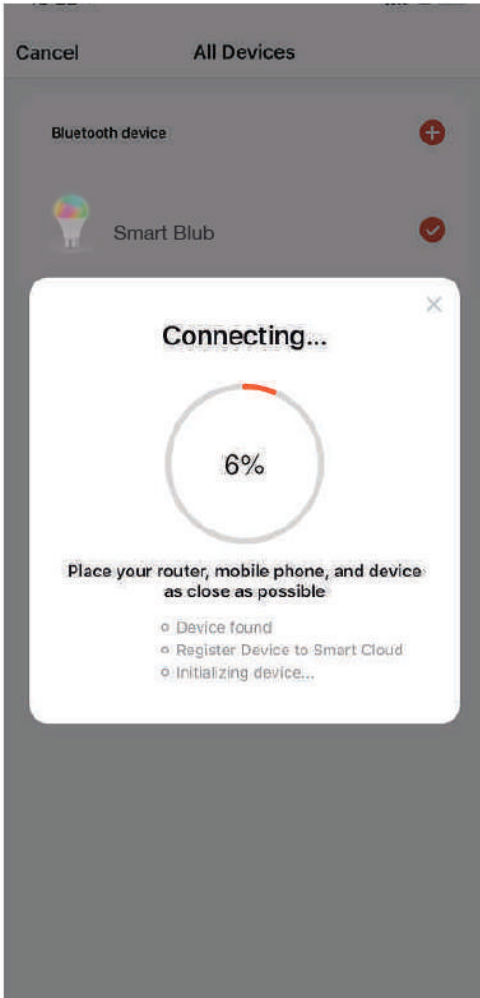 Cancel
All Devices
Bluetooth device
Smart Blub
Connecting...
6%
Place your router, mobile phone, and device
as close as possible
Device found
Register Device to Smart Cloud
Initializing device...